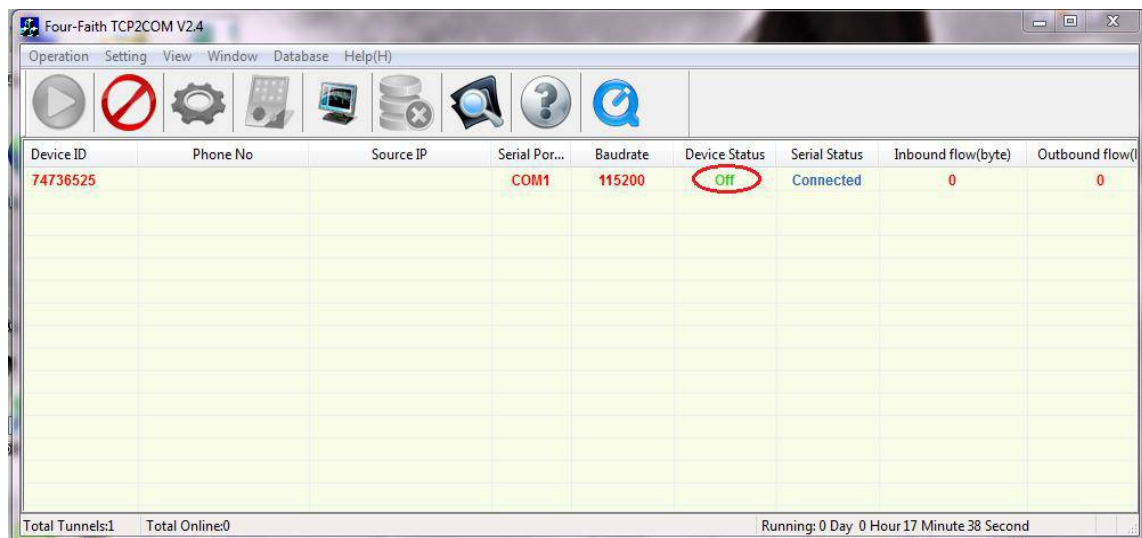 Four-Faith TCP2COM V2.4
Operation Setting View Window Database Help(H)
Device ID Phone No Source IP Serial Por... Baudrate Device Status Serial Status Inbound flow(byte) Outbound flow(l
74736525 COM1 115200 Off Connected 0 0
Total Tunnels:1 Total Online:0 Running: 0 Day 0 Hour 17 Minute 38 Second